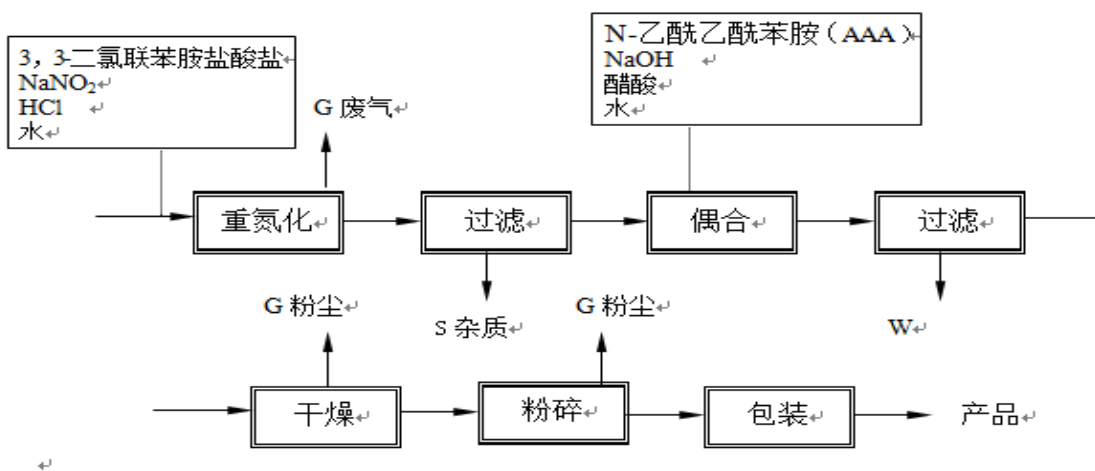 3，3-二氯联苯胺盐酸盐
NaNO₂
HCl
水
N-乙酰乙酰苯胺（AAA）
NaOH
醋酸
水
G 废气
重氮化
过滤
偶合
过滤
S 杂质
W
G 粉尘
G 粉尘
干燥
粉碎
包装
产品